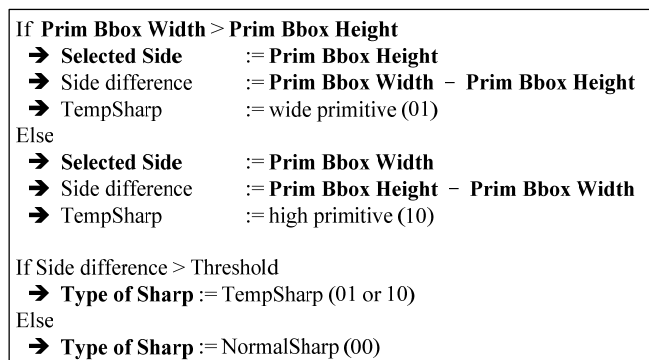 If Prim Bbox Width > Prim Bbox Height
➔ Selected Side := Prim Bbox Height
➔ Side difference := Prim Bbox Width − Prim Bbox Height
➔ TempSharp := wide primitive (01)
Else
➔ Selected Side := Prim Bbox Width
➔ Side difference := Prim Bbox Height − Prim Bbox Width
➔ TempSharp := high primitive (10)
If Side difference > Threshold
➔ Type of Sharp := TempSharp (01 or 10)
Else
➔ Type of Sharp := NormalSharp (00)